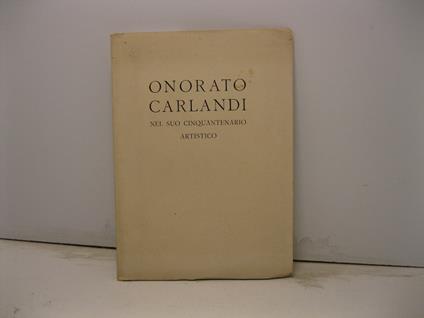 ONORATO
CARLANDI
NEL SUO CINQUANTENARIO
ARTISTICO